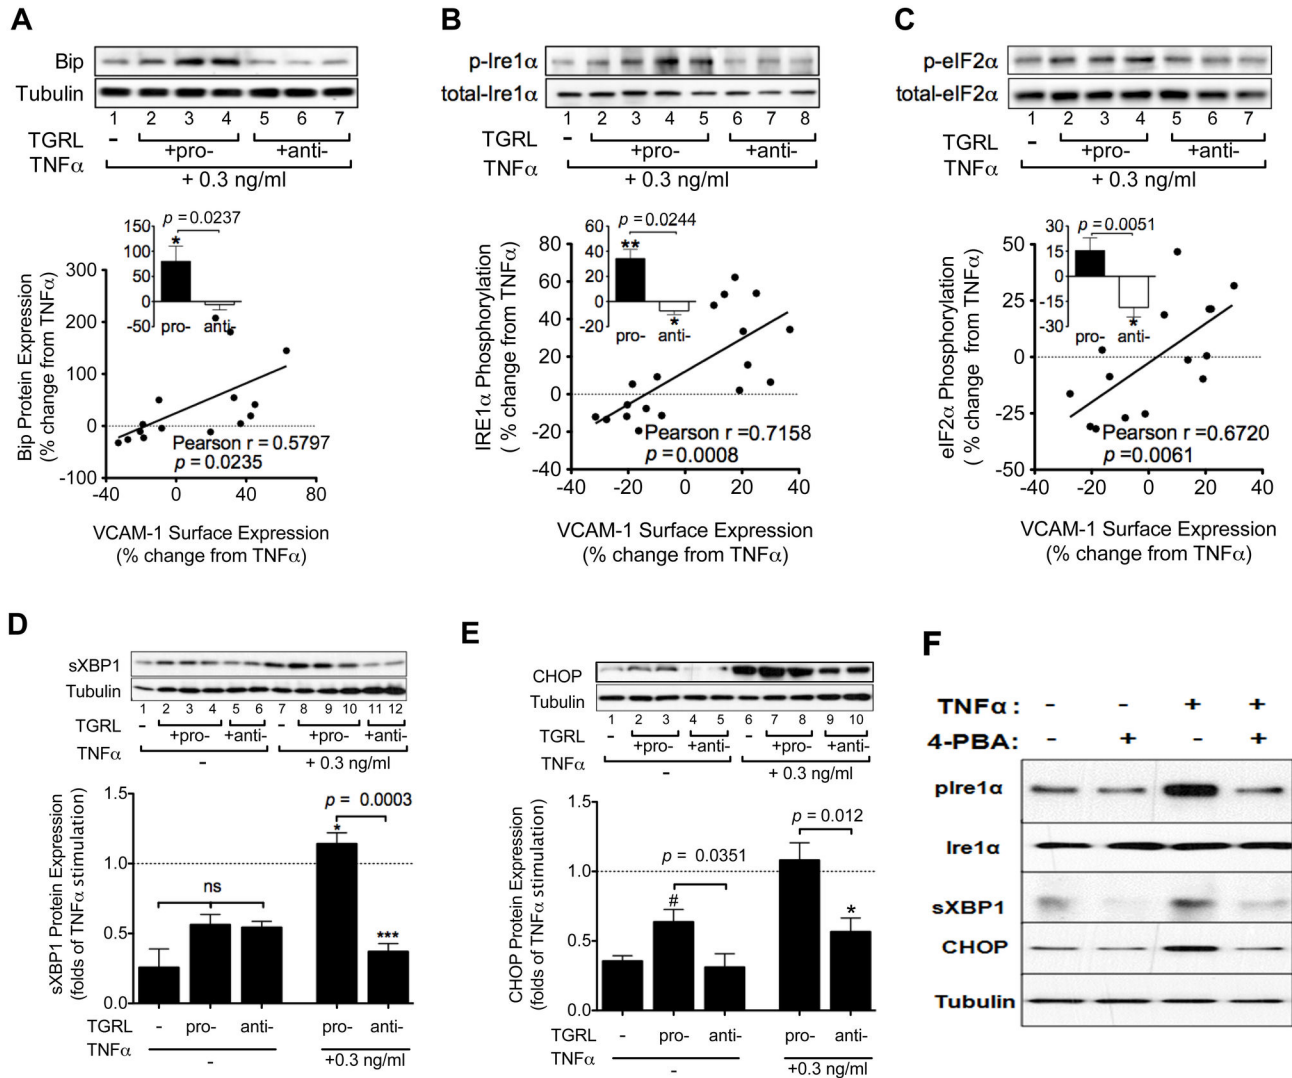 A
Bip
Tubulin
1 2 3 4 5 6 7
TGRL - +pro- +anti-
TNFα + 0.3 ng/ml
p = 0.0237
150
100
50
0
-50
*
pro- anti-
Bip Protein Expression
(% change from TNFα)
300
200
100
0
-100
Pearson r = 0.5797
p = 0.0235
-40 0 40 80
VCAM-1 Surface Expression
(% change from TNFα)
B
p-Ire1α
total-Ire1α
1 2 3 4 5 6 7 8
TGRL - +pro- +anti-
TNFα + 0.3 ng/ml
p = 0.0244
60
40
20
0
-20
**
*
pro- anti-
IRE1α Phosphorylation
(% change from TNFα)
80
60
40
20
0
-20
-40
Pearson r =0.7158
p = 0.0008
-40 -20 0 20 40
VCAM-1 Surface Expression
(% change from TNFα)
C
p-eIF2α
total-eIF2α
1 2 3 4 5 6 7
TGRL - +pro- +anti-
TNFα + 0.3 ng/ml
p = 0.0051
30
15
0
-15
-30
*
pro- anti-
eIF2α Phosphorylation
( % change from TNFα)
50
25
0
-25
-50
Pearson r =0.6720
p = 0.0061
-40 -20 0 20 40
VCAM-1 Surface Expression
(% change from TNFα)
D
sXBP1
Tubulin
1 2 3 4 5 6 7 8 9 10 11 12
TGRL - +pro- +anti- - +pro- +anti-
TNFα - + 0.3 ng/ml
sXBP1 Protein Expression
(folds of TNFα stimulation)
1.5
1.0
0.5
0.0
ns
p = 0.0003
*
***
TGRL - pro- anti- pro- anti-
TNFα - +0.3 ng/ml
E
CHOP
Tubulin
1 2 3 4 5 6 7 8 9 10
TGRL - +pro- +anti- - +pro- +anti-
TNFα - + 0.3 ng/ml
CHOP Protein Expression
(folds of TNFα stimulation)
1.5
1.0
0.5
0.0
p = 0.0351
#
p = 0.012
*
TGRL - pro- anti- pro- anti-
TNFα - +0.3 ng/ml
F
TNFα : - - + +
4-PBA: - + - +
pIre1α
Ire1α
sXBP1
CHOP
Tubulin